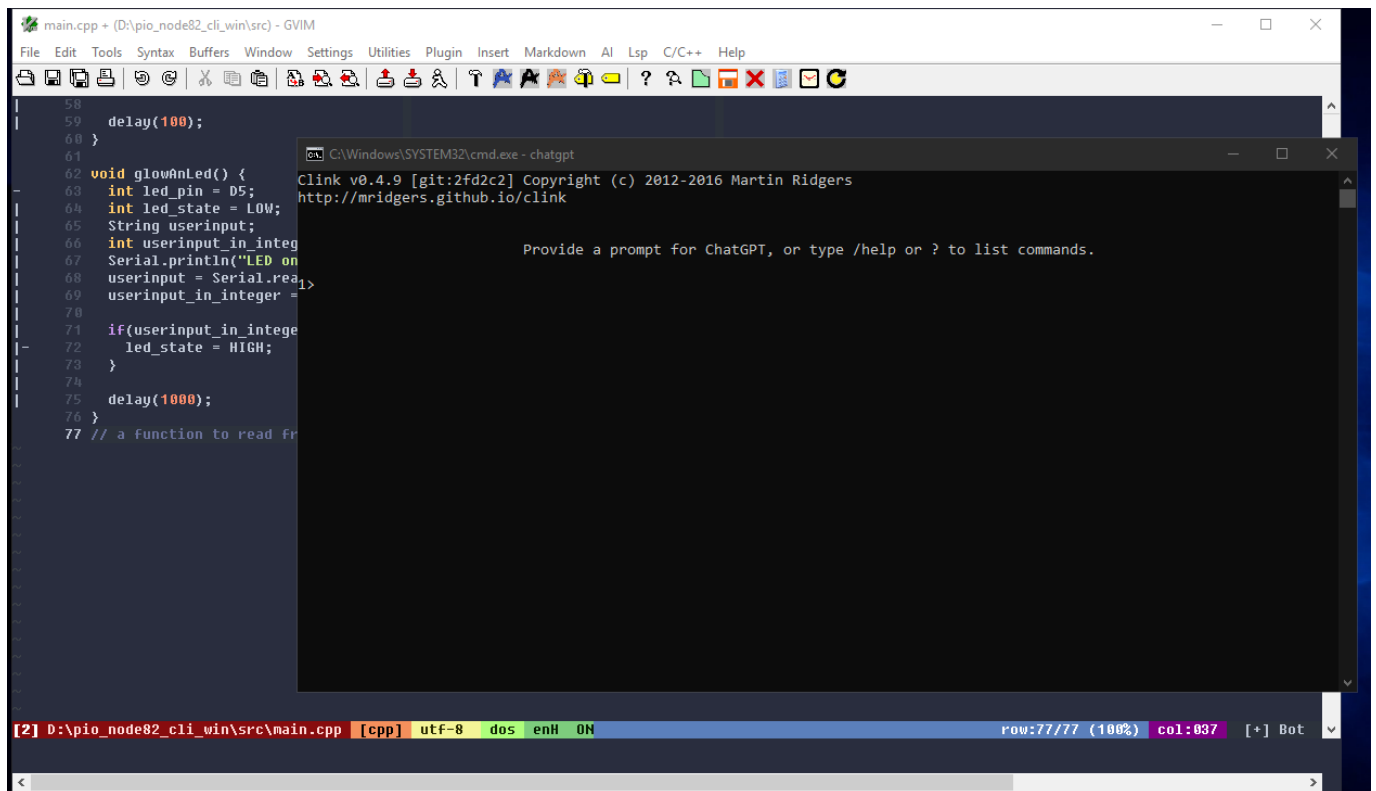 main.cpp + (D:\pio_node82_cli_win\src) - GVIM
File Edit Tools Syntax Buffers Window Settings Utilities Plugin Insert Markdown AI Lsp C/C++ Help
58
59 delay(100);
60 }
61
62 void glowAnLed() {
63 int led_pin = D5;
64 int led_state = LOW;
65 String userinput;
66 int userinput_in_integ
67 Serial.println("LED on
68 userinput = Serial.rea
69 userinput_in_integer =
70
71 if(userinput_in_intege
72 led_state = HIGH;
73 }
74
75 delay(1000);
76 }
77 // a function to read fr
C:\Windows\SYSTEM32\cmd.exe - chatgpt
Clink v0.4.9 [git:2fd2c2] Copyright (c) 2012-2016 Martin Ridgers
http://mridgers.github.io/clink
Provide a prompt for ChatGPT, or type /help or ? to list commands.
1>
[2] D:\pio_node82_cli_win\src\main.cpp [cpp] utf-8 dos enH ON row:77/77 (100%) col:037 [+] Bot